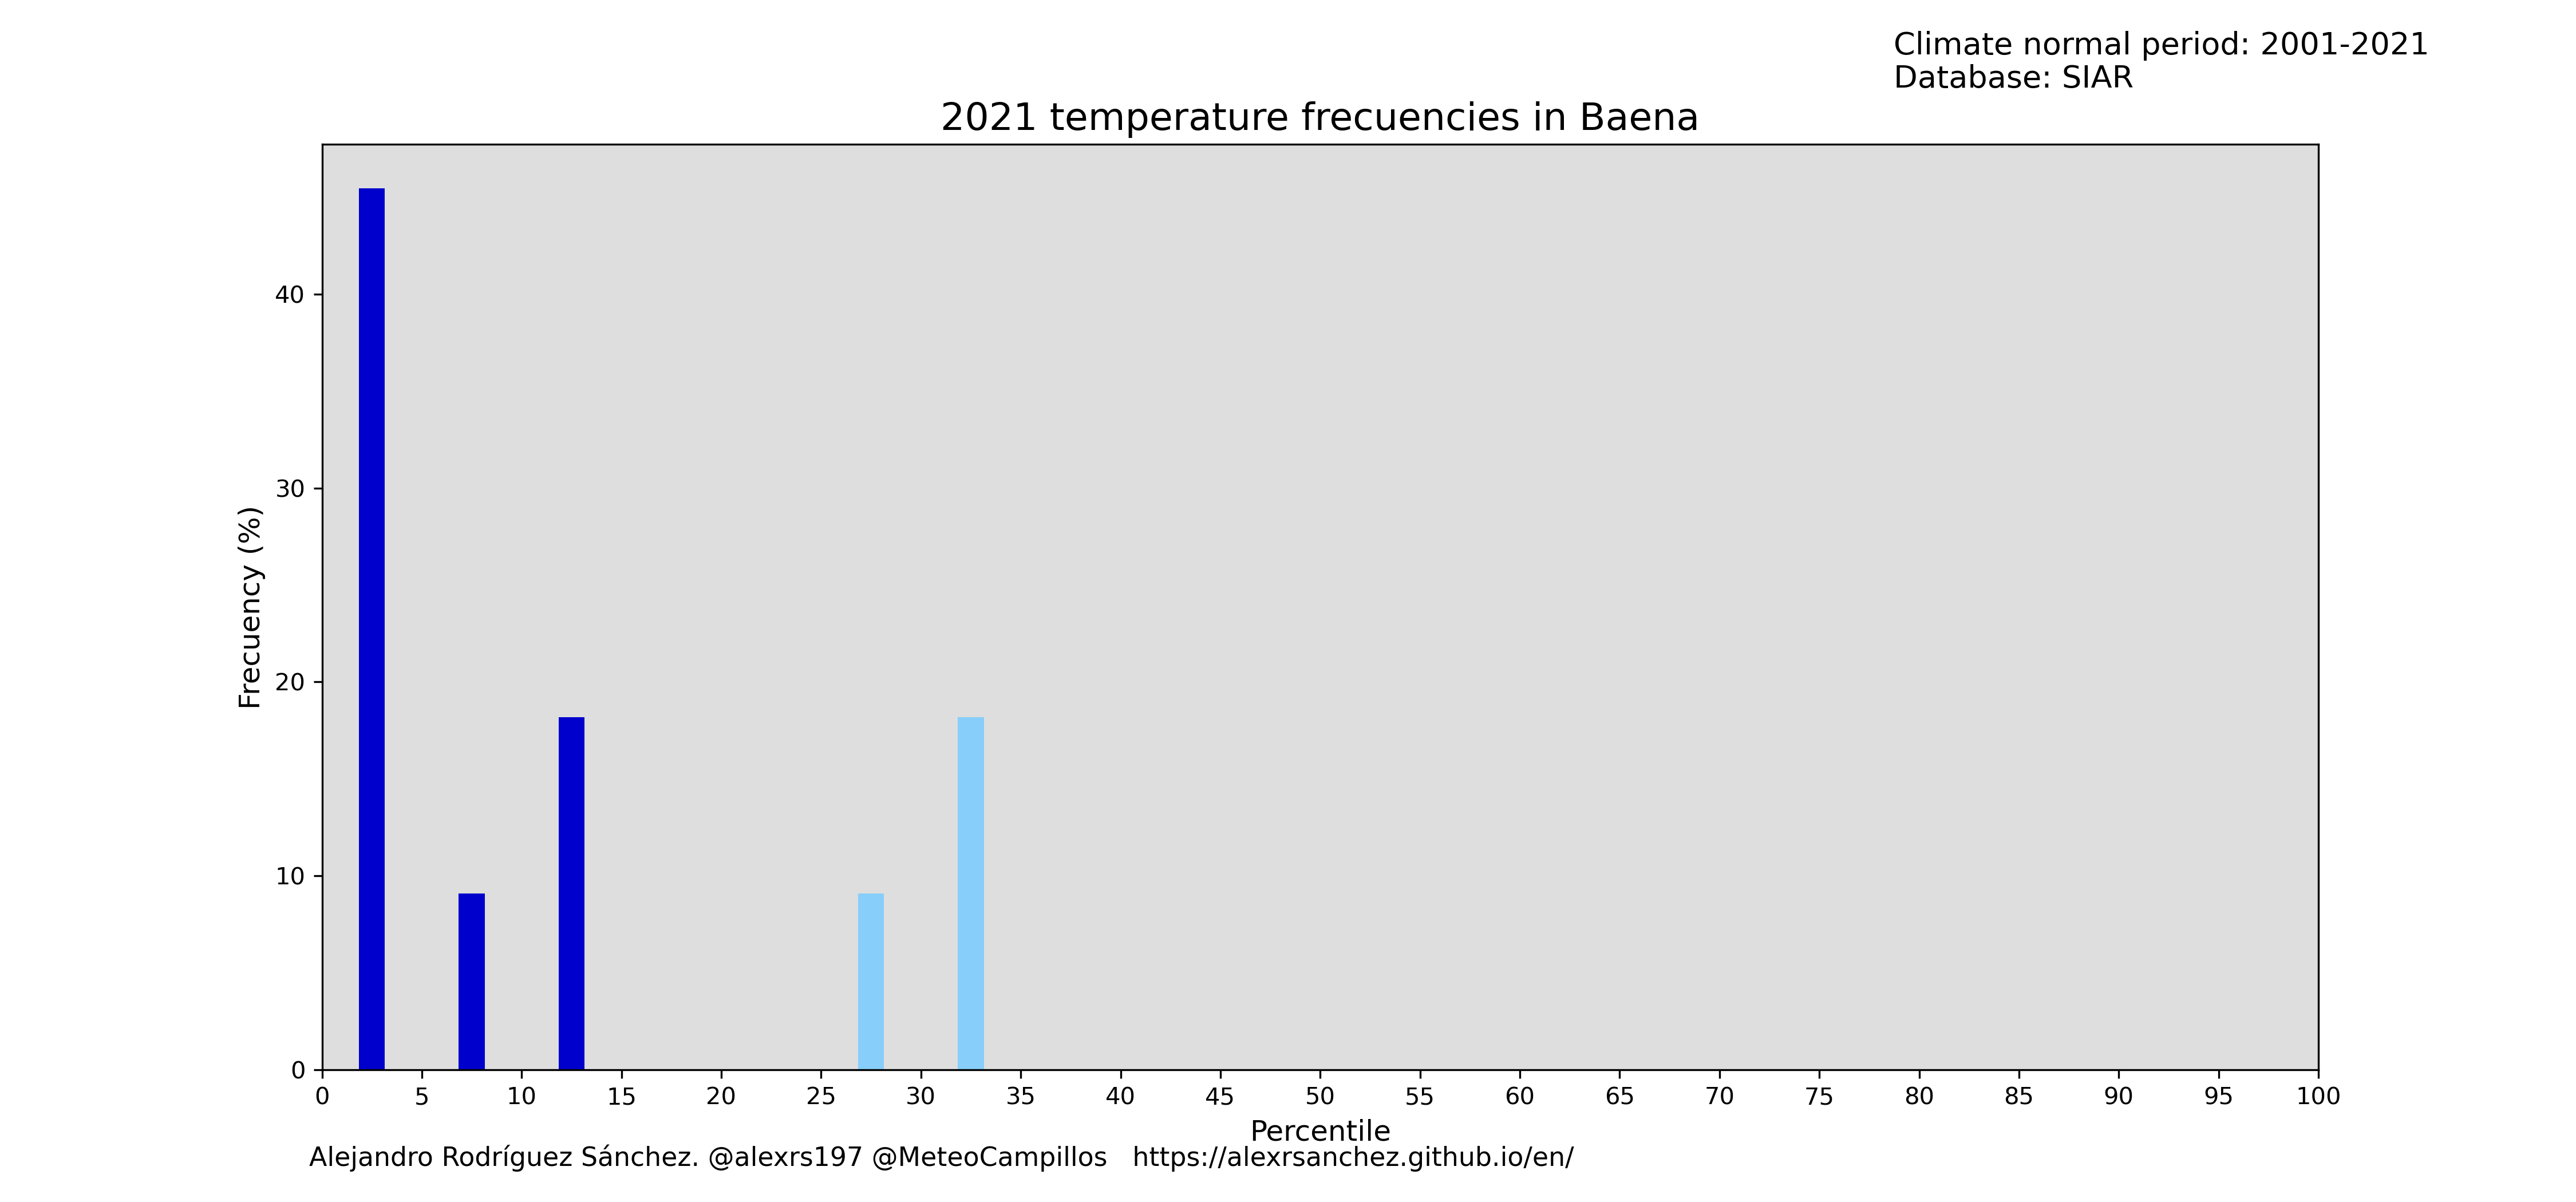 Climate normal period: 2001-2021
Database: SIAR
2021 temperature frecuencies in Baena
Frecuency (%)
40
30
20
10
0
0 5 10 15 20 25 30 35 40 45 50 55 60 65 70 75 80 85 90 95 100
Percentile
Alejandro Rodríguez Sánchez. @alexrs197 @MeteoCampillos https://alexrsanchez.github.io/en/